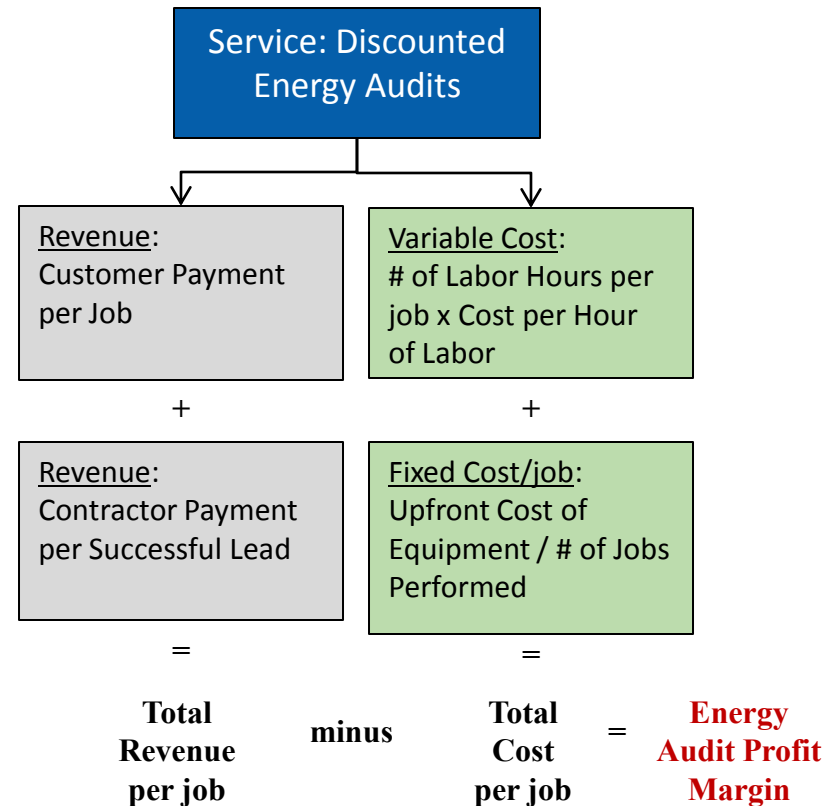 Service: Discounted
Energy Audits
Revenue:
Customer Payment
per Job
+
Revenue:
Contractor Payment
per Successful Lead
=
Total
Revenue
per job
minus
Variable Cost:
# of Labor Hours per
job x Cost per Hour
of Labor
+
Fixed Cost/job:
Upfront Cost of
Equipment / # of Jobs
Performed
=
Total
Cost
per job
=
Energy
Audit Profit
Margin